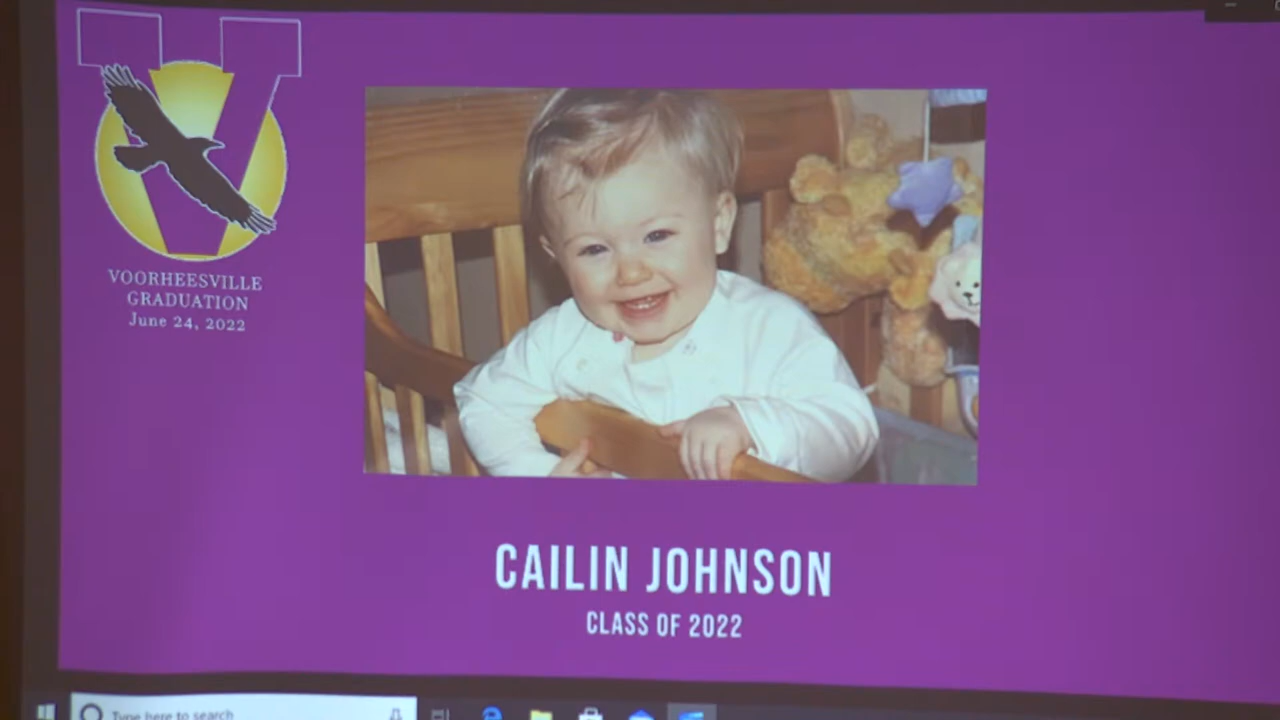 VOORHEESVILLE
GRADUATION
June 24, 2022
CAILIN JOHNSON
CLASS OF 2022
Type here to search